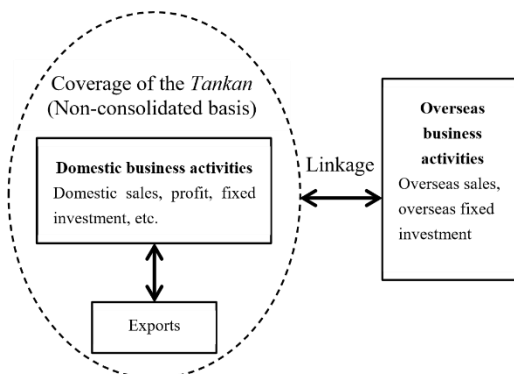 Coverage of the Tankan
(Non-consolidated basis)
Domestic business activities
Domestic sales, profit, fixed
investment, etc.
Exports
Linkage
Overseas
business
activities
Overseas sales,
overseas fixed
investment